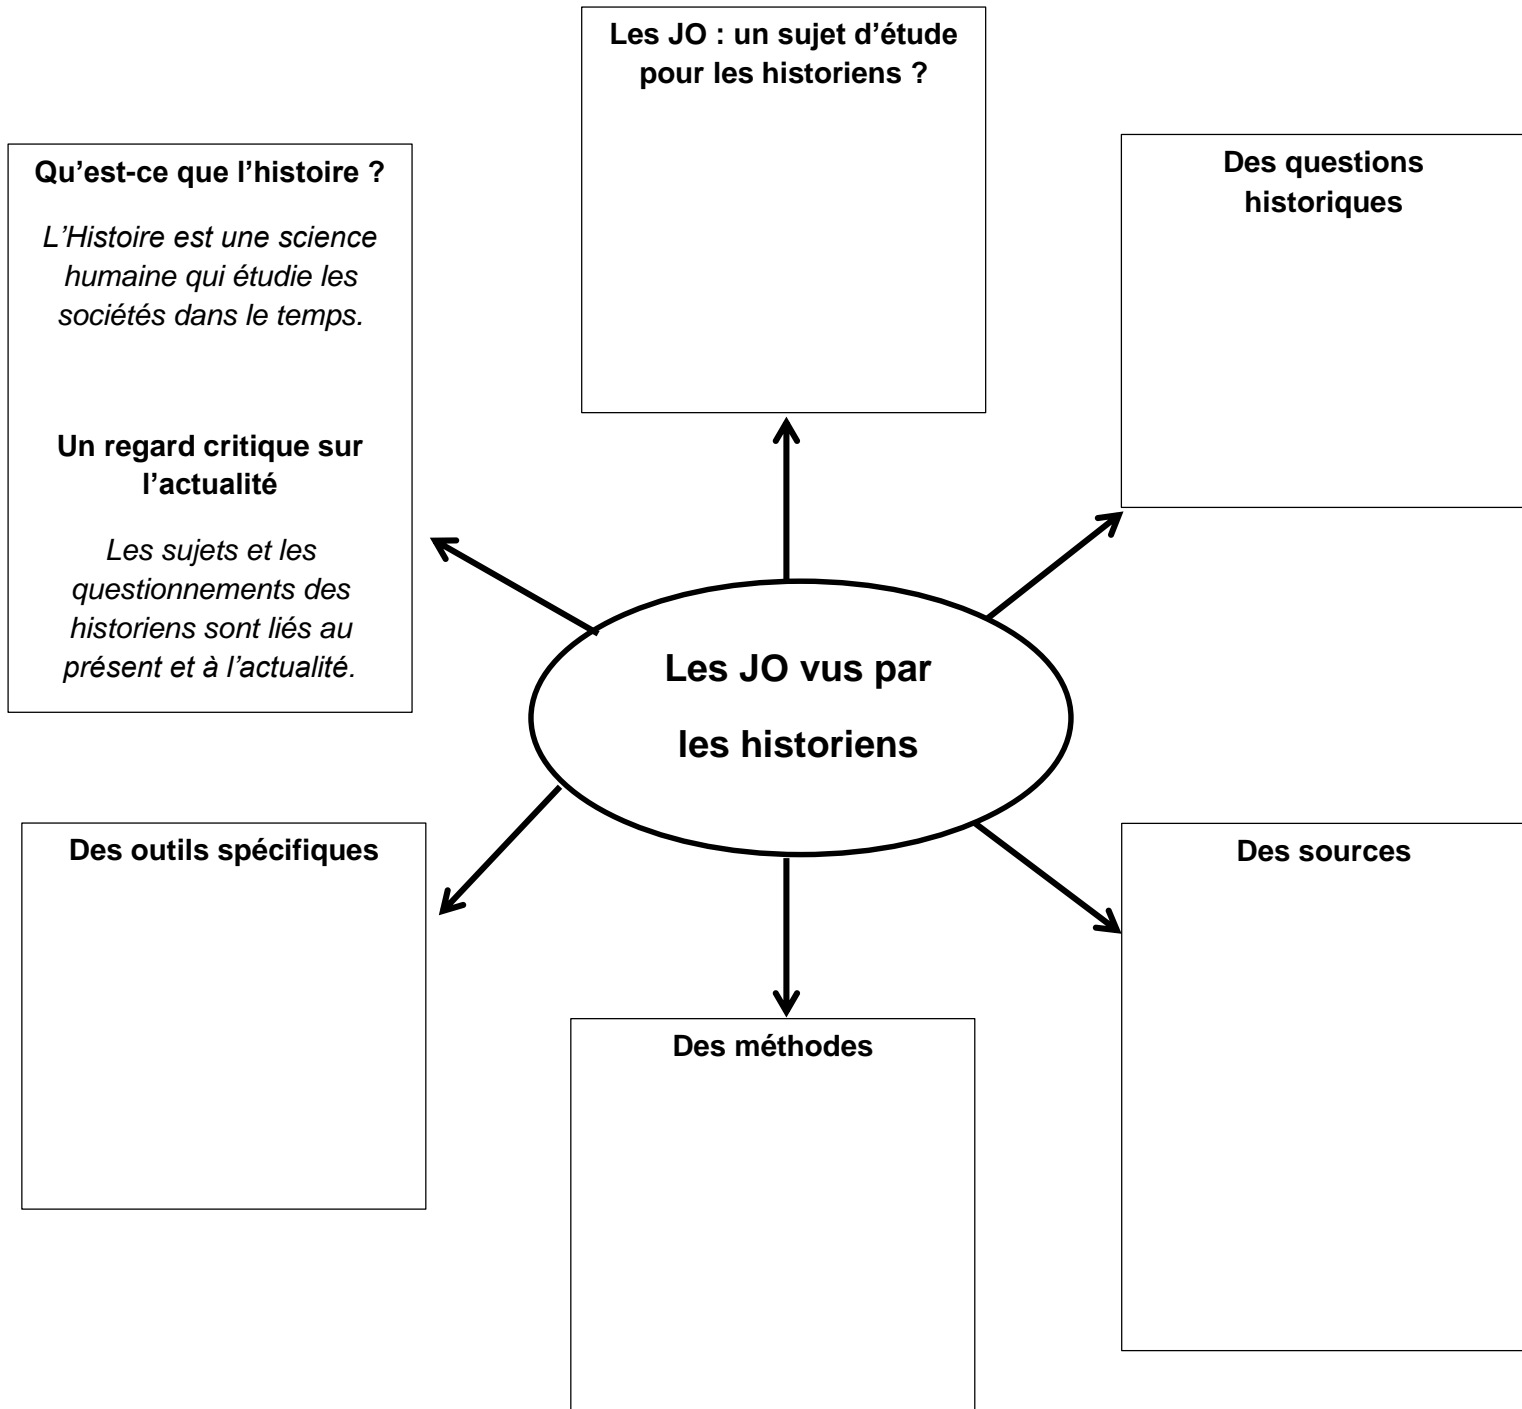 Les JO : un sujet d’étude
pour les historiens ?
Qu’est-ce que l’histoire ?
L’Histoire est une science
humaine qui étudie les
sociétés dans le temps.
Un regard critique sur
l’actualité
Les sujets et les
questionnements des
historiens sont liés au
présent et à l’actualité.
Des questions
historiques
Les JO vus par
les historiens
Des outils spécifiques
Des sources
Des méthodes